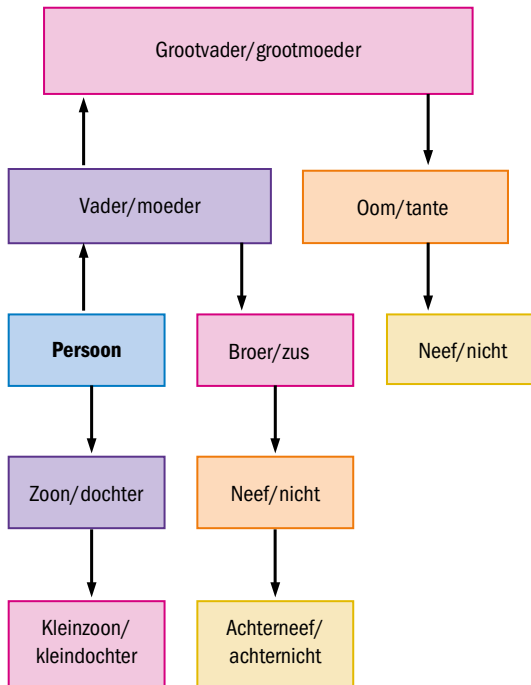 Grootvader/grootmoeder
Vader/moeder
Oom/tante
Persoon
Broer/zus
Neef/nicht
Zoon/dochter
Neef/nicht
Kleinzoon/
kleindochter
Achterneef/
achternicht